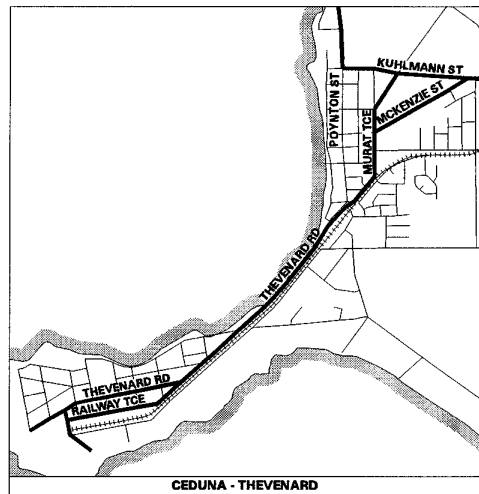 KUHLMANN ST
MCKENZIE ST
POYNTON ST
MURAT TCE
THEVENARD RD
THEVENARD RD
RAILWAY TCE
CEDUNA - THEVENARD